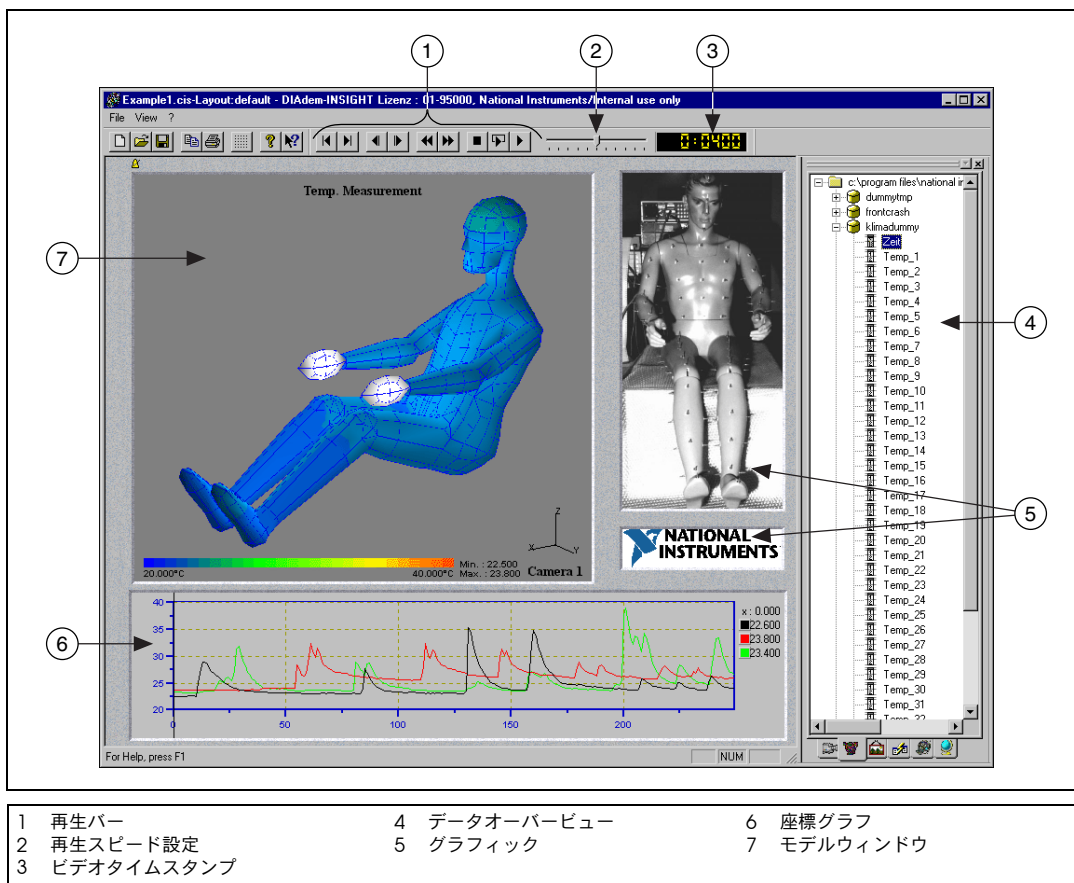 1
2
3
Example1.cis-Layout:default - DIAdem-INSIGHT Lizenz : 01-95000, National Instruments/Internal use only
File View ?
0:0400
Temp. Measurement
7
X
Y
Z
20.000°C
40.000°C
Min. : 22.500
Max. : 23.800
Camera 1
NATIONAL
INSTRUMENTS
c:\program files\national in
dummytmp
frontcrash
klimadummy
Zeit
Temp_1
Temp_2
Temp_3
Temp_4
Temp_5
Temp_6
Temp_7
Temp_8
Temp_9
Temp_10
Temp_11
Temp_12
Temp_13
Temp_14
Temp_15
Temp_16
Temp_17
Temp_18
Temp_19
Temp_20
Temp_21
Temp_22
Temp_23
Temp_24
Temp_25
Temp_26
Temp_27
Temp_28
Temp_29
Temp_30
Temp_31
Temp_32
4
5
6
40
35
30
25
20
0
50
100
150
200
x : 0.000
22.600
23.800
23.400
For Help, press F1
NUM
1 再生バー
2 再生スピード設定
3 ビデオタイムスタンプ
4 データオーバービュー
5 グラフィック
6 座標グラフ
7 モデルウィンドウ